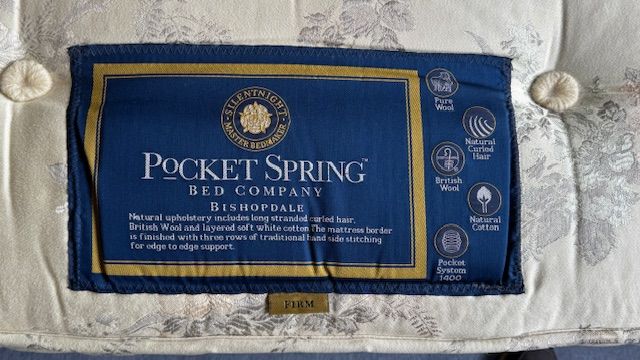 SILENTNIGHT
MASTER BEDMAKER
POCKET SPRING™
BED COMPANY
BISHOPDALE
Natural upholstery includes long stranded curled hair,
British Wool and layered soft white cotton. The mattress border
is finished with three rows of traditional hand side stitching
for edge to edge support.
Pure
Wool
Natural
Curled
Hair
British
Wool
Natural
Cotton
Pocket
System
1400
FIRM